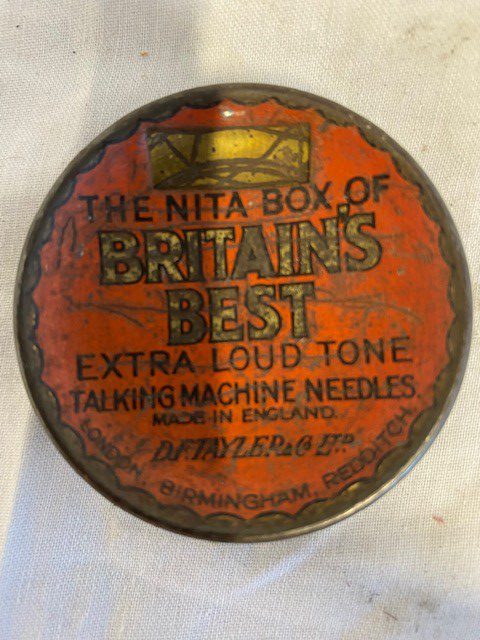 THE NITA BOX OF
BRITAIN'S
BEST
EXTRA LOUD TONE
TALKING MACHINE NEEDLES
MADE IN ENGLAND.
D.F. TAYLER & Co LTD
LONDON, BIRMINGHAM, REDDITCH